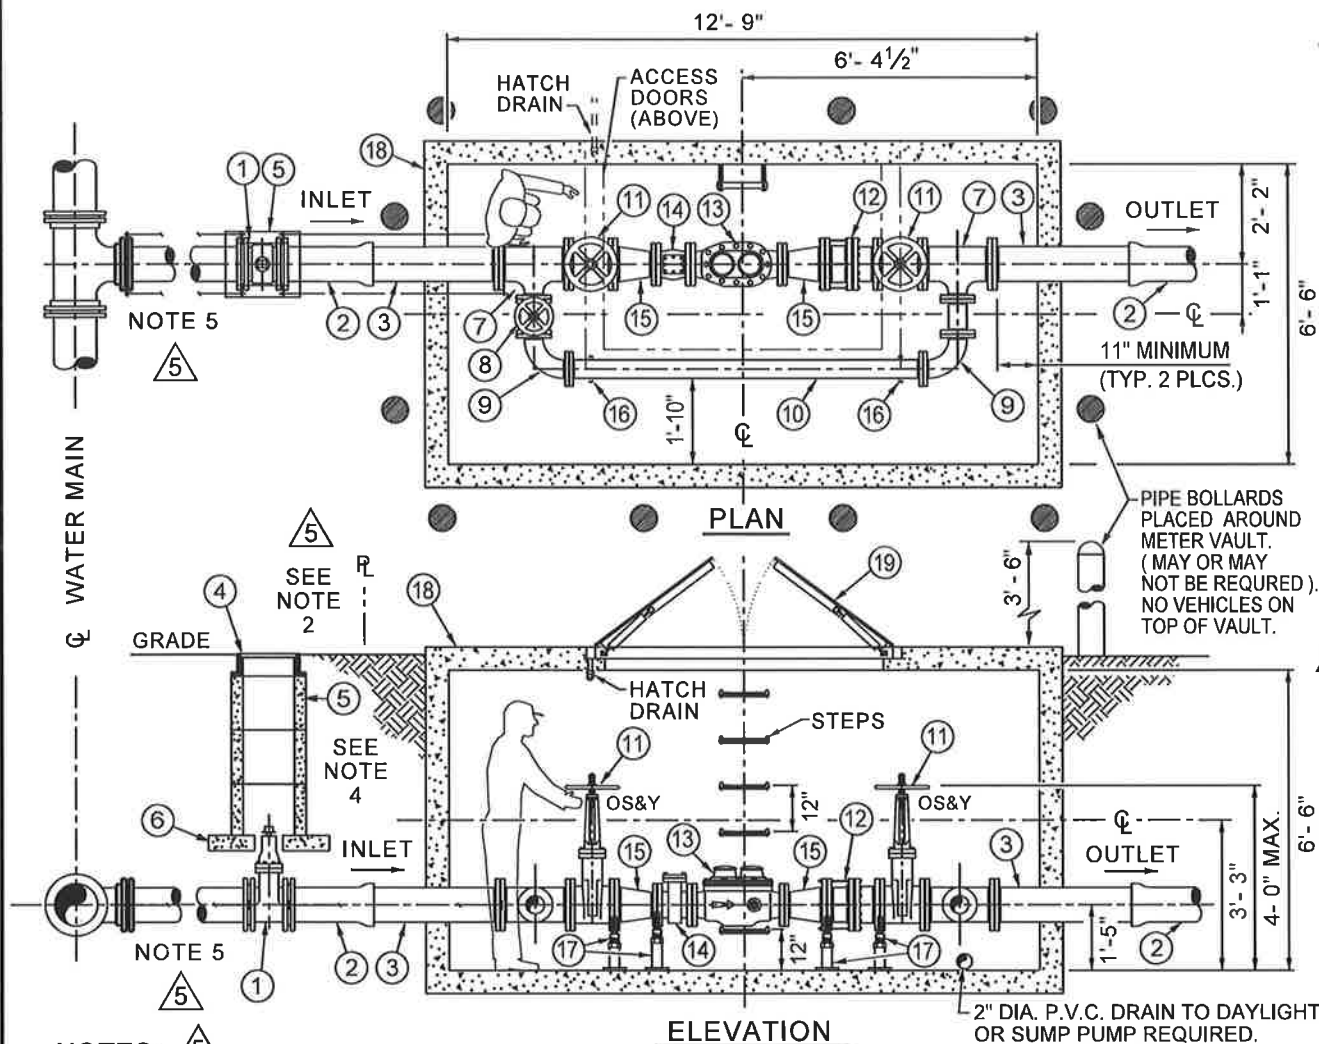 12'- 9"
6'- 4 1/2"
HATCH
DRAIN
ACCESS
DOORS
(ABOVE)
18
1
5
INLET
11
14
13
12
11
7
3
OUTLET
2'- 2"
1'- 1"
6'- 6"
NOTE 5
5
2
3
7
8
15
15
2
℄
11" MINIMUM
(TYP. 2 PLCS.)
9
16
1'-10"
℄
10
16
9
℄ WATER MAIN
PLAN
PIPE BOLLARDS
PLACED AROUND
METER VAULT.
( MAY OR MAY
NOT BE REQURED ).
NO VEHICLES ON
TOP OF VAULT.
3'- 6"
5
SEE
NOTE
2
PL
4
18
19
GRADE
5
HATCH
DRAIN
STEPS
SEE
NOTE
4
11
OS&Y
11
OS&Y
12"
6
INLET
15
13
15
12
3
℄
OUTLET
3'- 3"
4- 0" MAX.
6'- 6"
NOTE 5
5
1
2
3
17
14
12"
17
1'-5"
2
2" DIA. P.V.C. DRAIN TO DAYLIGHT
OR SUMP PUMP REQUIRED.
ELEVATION
5